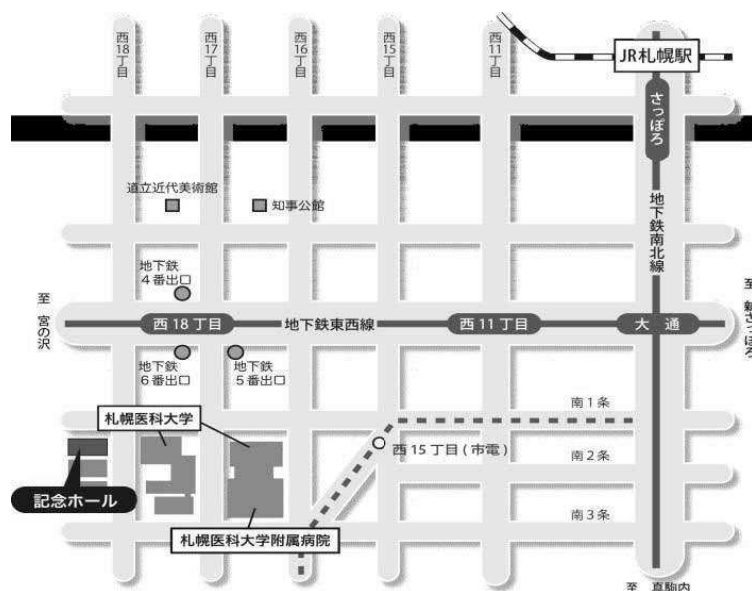 西18丁目
西17丁目
西16丁目
西15丁目
西11丁目
JR札幌駅
さっぽろ
道立近代美術館
知事公館
地下鉄南北線
地下鉄
4番出口
至 宮の沢
西18丁目
地下鉄東西線
西11丁目
大通
至 新さっぽろ
地下鉄
6番出口
地下鉄
5番出口
札幌医科大学
南1条
西15丁目(市電)
南2条
記念ホール
南3条
札幌医科大学附属病院
至 真駒内